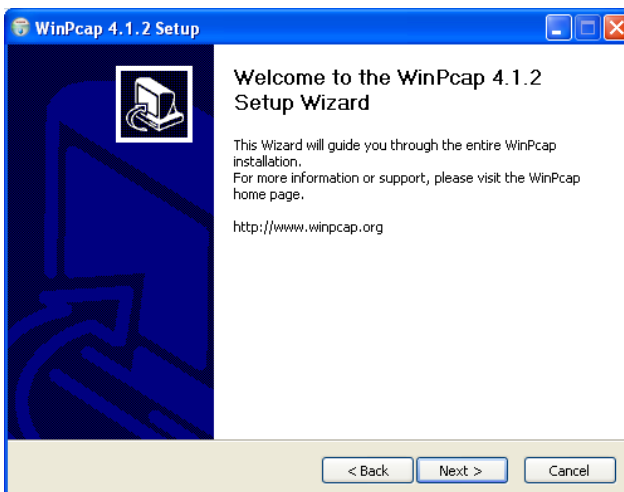 WinPcap 4.1.2 Setup
Welcome to the WinPcap 4.1.2
Setup Wizard
This Wizard will guide you through the entire WinPcap
installation.
For more information or support, please visit the WinPcap
home page.
http://www.winpcap.org
< Back
Next >
Cancel